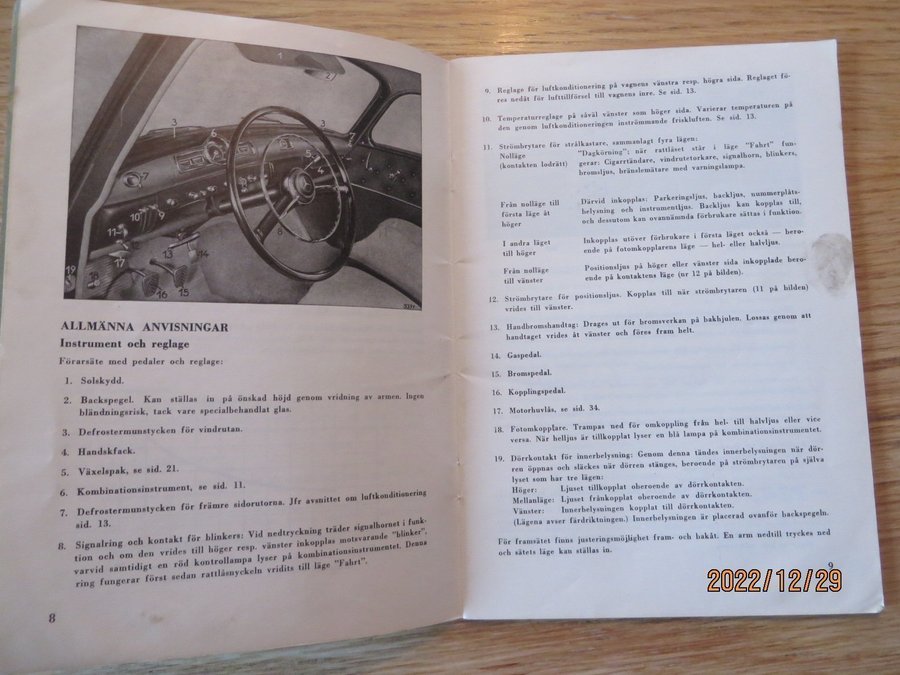 ALLMÄNNA ANVISNINGAR
Instrument och reglage
Förarsäte med pedaler och reglage:
1. Solskydd.
2. Backspegel. Kan ställas in på önskad höjd genom vridning av armen. Ingen
bländningsrisk, tack vare specialbehandlat glas.
3. Defrostermunstycken för vindrutan.
4. Handskfack.
5. Växelspak, se sid. 21.
6. Kombinationsinstrument, se sid. 11.
7. Defrostermunstycken för främre sidorutorna. Jfr avsnittet om luftkonditionering
sid. 13.
8. Signalring och kontakt för blinkers: Vid nedtryckning träder signalhornet i funk-
tion och om den vrides till höger resp. vänster inkopplas motsvarande "blinker",
varvid samtidigt en röd kontrollampa lyser på kombinationsinstrumentet. Denna
ring fungerar först sedan rattlåsnyckeln vridits till läge "Fahrt".
8
9. Reglage för luftkonditionering på vagnens vänstra resp. högra sida. Reglaget fö-
res nedåt för lufttillförsel till vagnens inre. Se sid. 13.
10. Temperaturreglage på såväl vänster som höger sida. Varierar temperaturen på
den genom luftkonditioneringen inströmmande friskluften. Se sid. 13.
11. Strömbrytare för strålkastare, sammanlagt fyra lägen:
Nolläge "Dagkörning"; när rattlåset står i läge "Fahrt" fun-
(kontakten lodrätt) gerar: Cigarrtändare, vindrutetorkare, signalhorn, blinkers,
bromsljus, bränslemätare med varningslampa.
Från nolläge till Därvid inkopplas: Parkeringsljus, backljus, nummerplåts-
första läge åt belysning och instrumentljus. Backljus kan kopplas till,
höger och dessutom kan ovannämnda förbrukare sättas i funktion.
I andra läget Inkopplas utöver förbrukare i första läget också — bero-
till höger ende på fotomkopplarens läge — hel- eller halvljus.
Från nolläge Positionsljus på höger eller vänster sida inkopplade bero-
till vänster ende på kontaktens läge (nr 12 på bilden).
12. Strömbrytare för positionsljus. Kopplas till när strömbrytaren (11 på bilden)
vrides till vänster.
13. Handbromshandtag: Drages ut för bromsverkan på bakhjulen. Lossas genom att
handtaget vrides åt vänster och föres fram helt.
14. Gaspedal.
15. Bromspedal.
16. Kopplingspedal.
17. Motorhuvlås, se sid. 34.
18. Fotomkopplare. Trampas ned för omkoppling från hel- till halvljus eller vice
versa. När helljus är tillkopplat lyser en blå lampa på kombinationsinstrumentet.
19. Dörrkontakt för innerbelysning: Genom denna tändes innerbelysningen när dör-
ren öppnas och släckes när dörren stänges, beroende på strömbrytaren på själva
lyset som har tre lägen:
Höger: Ljuset tillkopplat oberoende av dörrkontakten.
Mellanläge: Ljuset frånkopplat oberoende av dörrkontakten.
Vänster: Innerbelysningen kopplat till dörrkontakten.
(Lägena avser färdriktningen.) Innerbelysningen är placerad ovanför backspegeln.
För framsätet finns justeringsmöjlighet fram- och bakåt. En arm nedtill tryckes ned
och sätets läge kan ställas in.
9
2022/12/29